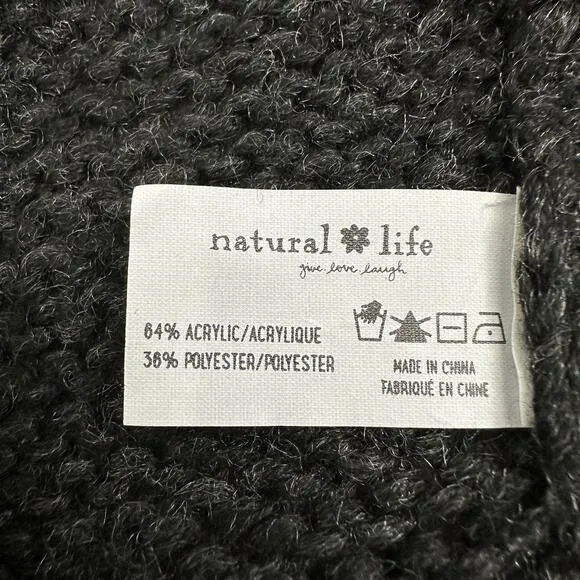 natural life
give.love.laugh
64% ACRYLIC/ACRYLIQUE
36% POLYESTER/POLYESTER
MADE IN CHINA
FABRIQUÉ EN CHINE